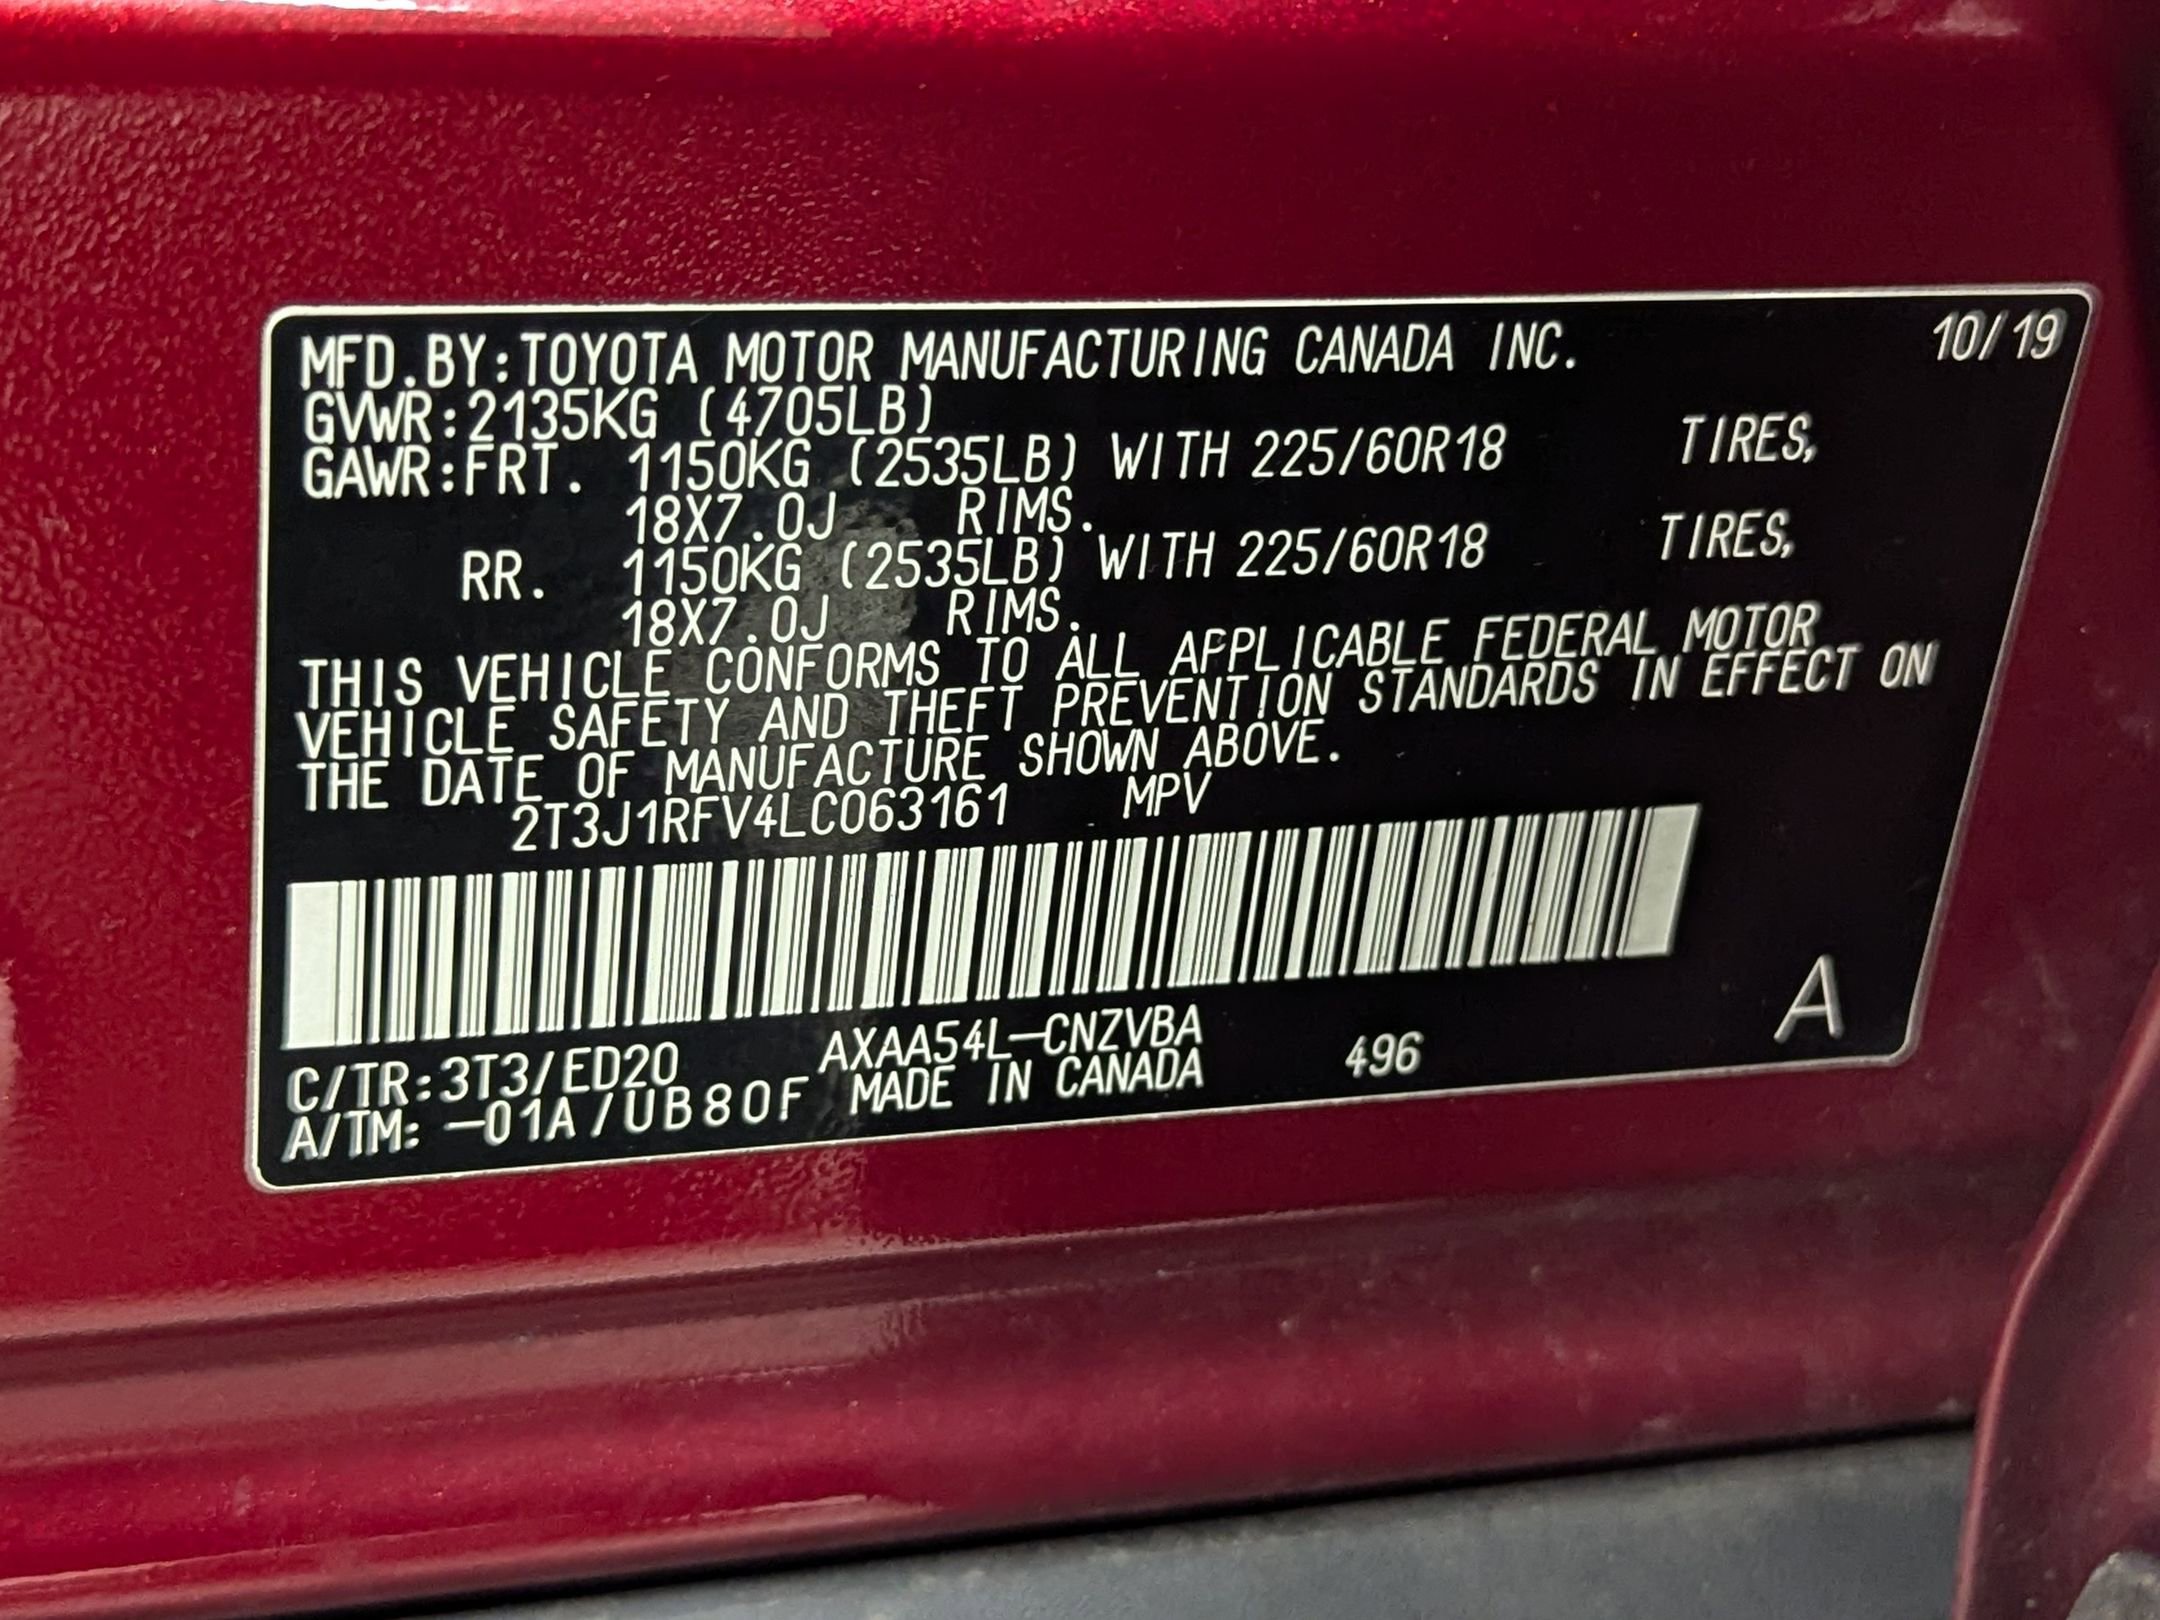 MFD.BY:TOYOTA MOTOR MANUFACTURING CANADA INC. 10/19
GVWR:2135KG (4705LB)
GAWR:FRT. 1150KG (2535LB) WITH 225/60R18 TIRES,
18X7.0J RIMS.
RR. 1150KG (2535LB) WITH 225/60R18 TIRES,
18X7.0J RIMS.
THIS VEHICLE CONFORMS TO ALL APPLICABLE FEDERAL MOTOR
VEHICLE SAFETY AND THEFT PREVENTION STANDARDS IN EFFECT ON
THE DATE OF MANUFACTURE SHOWN ABOVE.
2T3J1RFV4LC063161 MPV
A
C/TR:3T3/ED20 AXAA54L-CNZVBA 496
A/TM:-01A/UB80F MADE IN CANADA